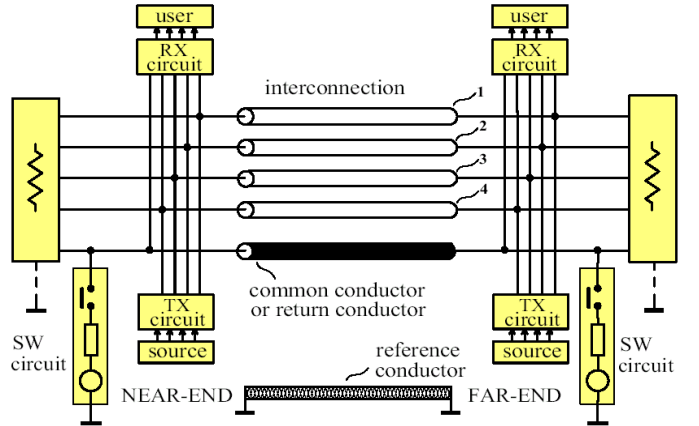 user
user
RX
circuit
RX
circuit
interconnection
1
2
3
4
common conductor
or return conductor
TX
circuit
TX
circuit
SW
circuit
SW
circuit
source
source
reference
conductor
NEAR-END
FAR-END